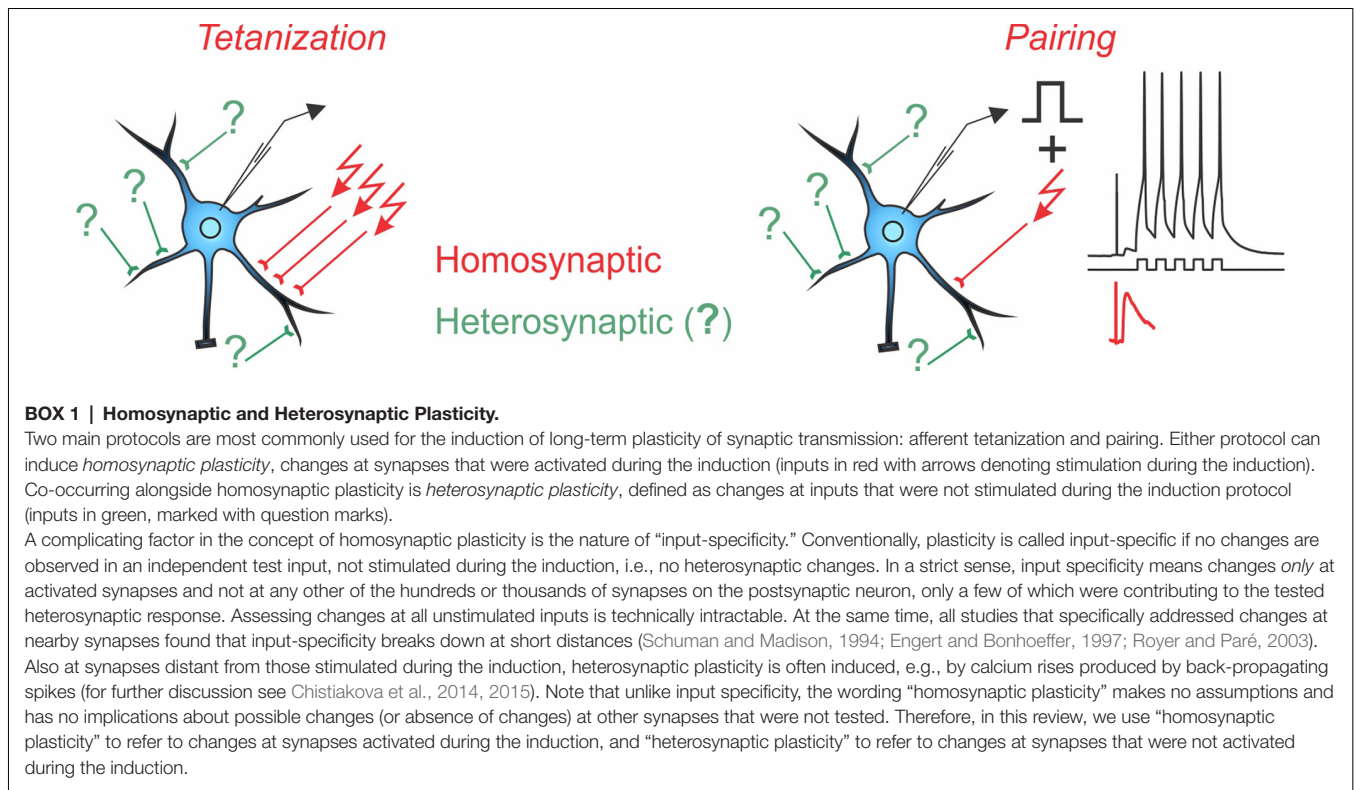 Tetanization
Pairing
?
?
?
?
?
?
?
?
+
Homosynaptic
Heterosynaptic (?)
BOX 1 | Homosynaptic and Heterosynaptic Plasticity.
Two main protocols are most commonly used for the induction of long-term plasticity of synaptic transmission: afferent tetanization and pairing. Either protocol can
induce homosynaptic plasticity, changes at synapses that were activated during the induction (inputs in red with arrows denoting stimulation during the induction).
Co-occurring alongside homosynaptic plasticity is heterosynaptic plasticity, defined as changes at inputs that were not stimulated during the induction protocol
(inputs in green, marked with question marks).
A complicating factor in the concept of homosynaptic plasticity is the nature of “input-specificity.” Conventionally, plasticity is called input-specific if no changes are
observed in an independent test input, not stimulated during the induction, i.e., no heterosynaptic changes. In a strict sense, input specificity means changes only at
activated synapses and not at any other of the hundreds or thousands of synapses on the postsynaptic neuron, only a few of which were contributing to the tested
heterosynaptic response. Assessing changes at all unstimulated inputs is technically intractable. At the same time, all studies that specifically addressed changes at
nearby synapses found that input-specificity breaks down at short distances (Schuman and Madison, 1994; Engert and Bonhoeffer, 1997; Royer and Paré, 2003).
Also at synapses distant from those stimulated during the induction, heterosynaptic plasticity is often induced, e.g., by calcium rises produced by back-propagating
spikes (for further discussion see Chistiakova et al., 2014, 2015). Note that unlike input specificity, the wording “homosynaptic plasticity” makes no assumptions and
has no implications about possible changes (or absence of changes) at other synapses that were not tested. Therefore, in this review, we use “homosynaptic
plasticity” to refer to changes at synapses activated during the induction, and “heterosynaptic plasticity” to refer to changes at synapses that were not activated
during the induction.